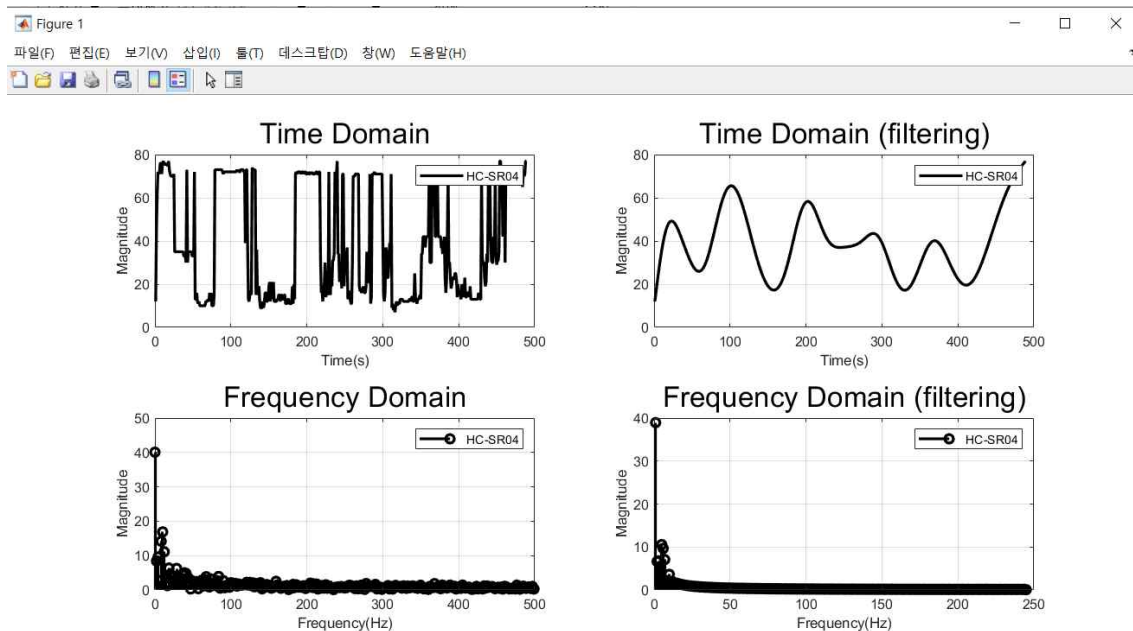 Figure 1
파일(F) 편집(E) 보기(V) 삽입(I) 툴(T) 데스크탑(D) 창(W) 도움말(H)
Time Domain
80
60
40
20
0
Magnitude
HC-SR04
0 100 200 300 400 500
Time(s)
Time Domain (filtering)
80
60
40
20
0
Magnitude
HC-SR04
0 100 200 300 400 500
Time(s)
Frequency Domain
50
40
30
20
10
0
Magnitude
HC-SR04
0 100 200 300 400 500
Frequency(Hz)
Frequency Domain (filtering)
40
30
20
10
0
Magnitude
HC-SR04
0 50 100 150 200 250
Frequency(Hz)